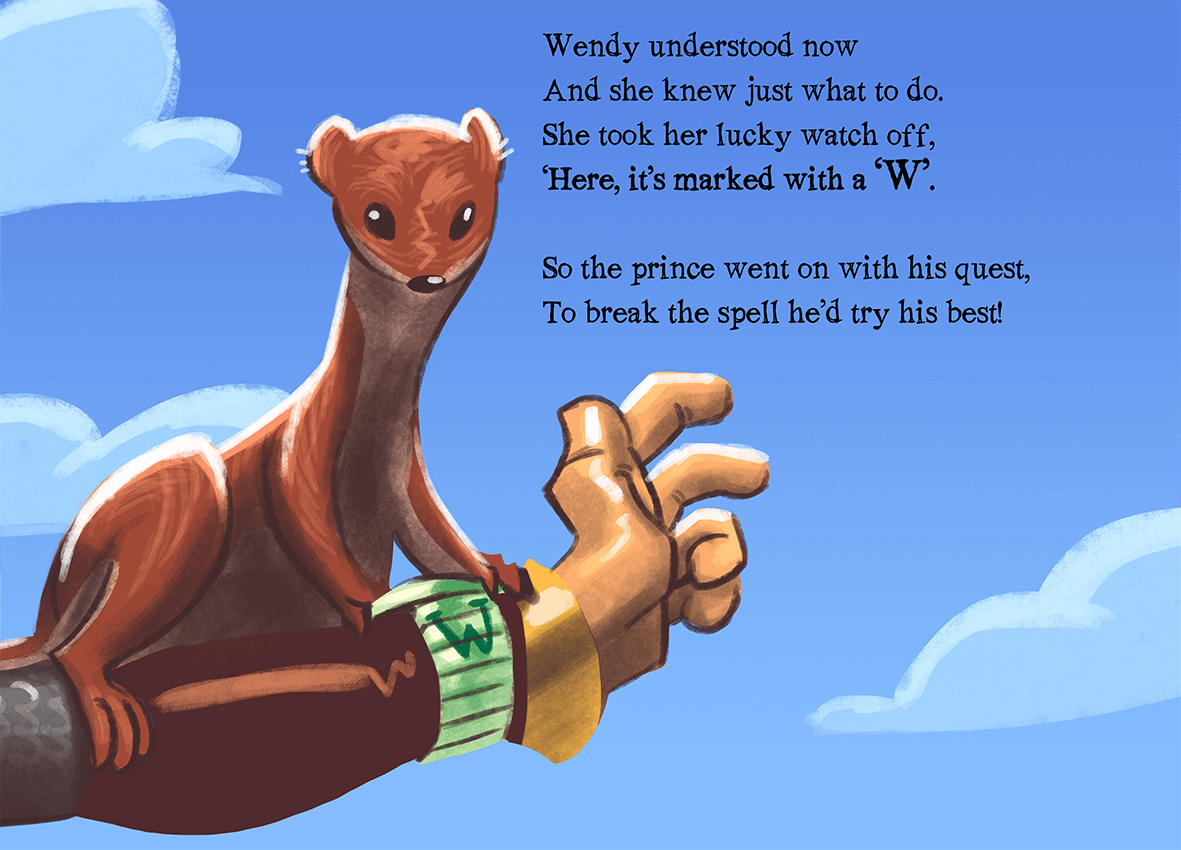 Wendy understood now
And she knew just what to do.
She took her lucky watch off,
‘Here, it’s marked with a ‘W’.
So the prince went on with his quest,
To break the spell he’d try his best!
W